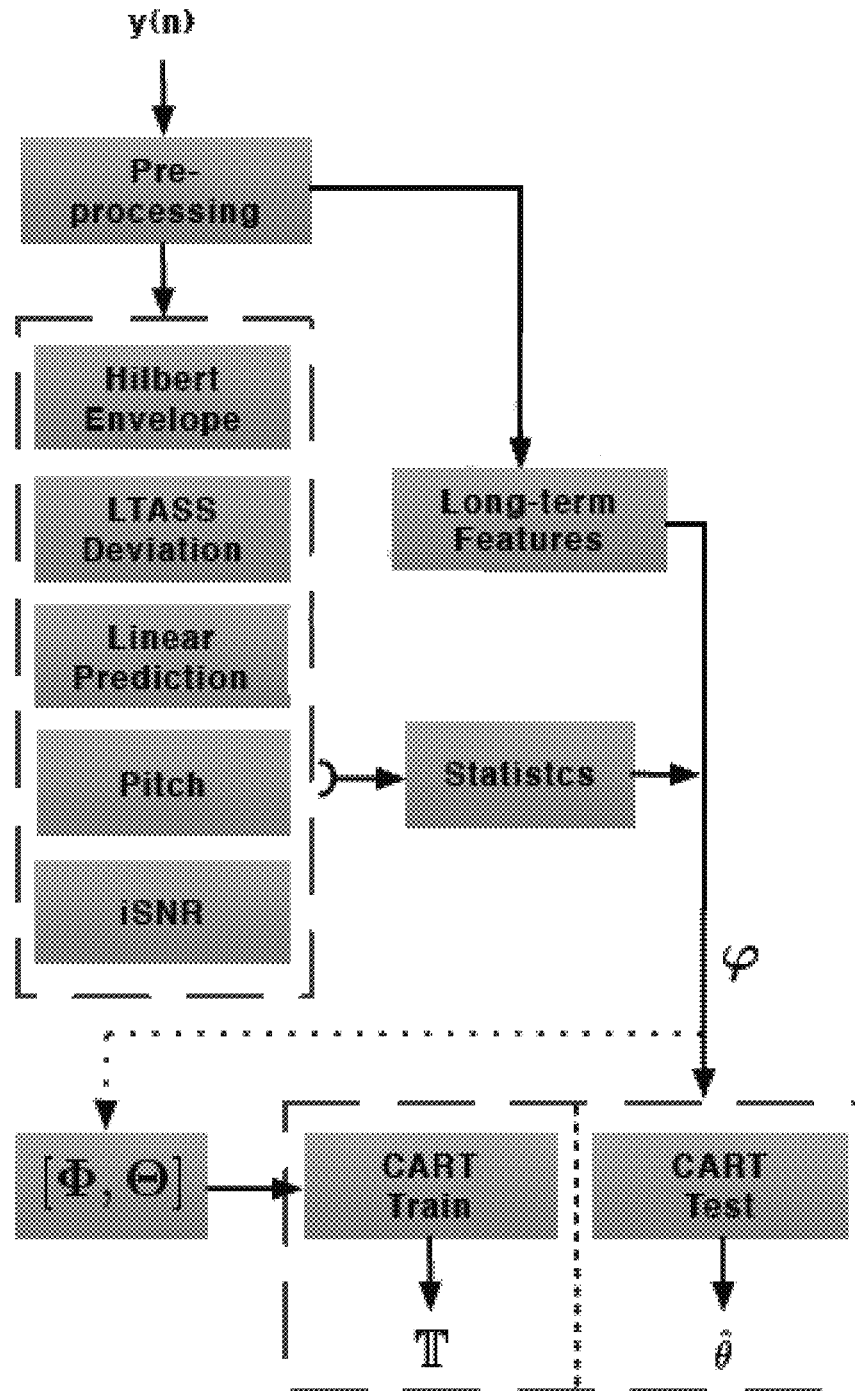 y(n)
Pre-
processing
Hilbert
Envelope
LTASS
Deviation
Long-term
Features
Linear
Prediction
Pitch
Statistcs
iSNR
φ
[Φ, Θ]
CART
Train
CART
Test
𝕋
θ̂